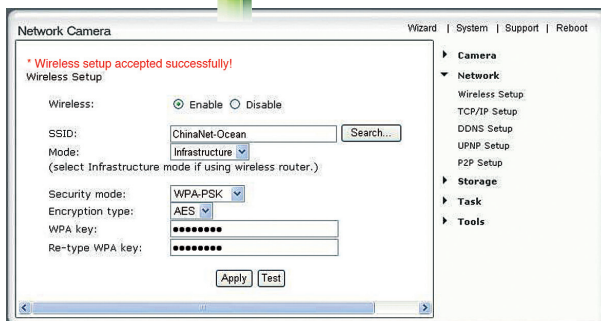 Network Camera
Wizard | System | Support | Reboot
* Wireless setup accepted successfully!
Wireless Setup
Wireless: Enable Disable
SSID: ChinaNet-Ocean Search...
Mode: Infrastructure
(select Infrastructure mode if using wireless router.)
Security mode: WPA-PSK
Encryption type: AES
WPA key: ●●●●●●●●
Re-type WPA key: ●●●●●●●●
Apply Test
Camera
Network
Wireless Setup
TCP/IP Setup
DDNS Setup
UPNP Setup
P2P Setup
Storage
Task
Tools